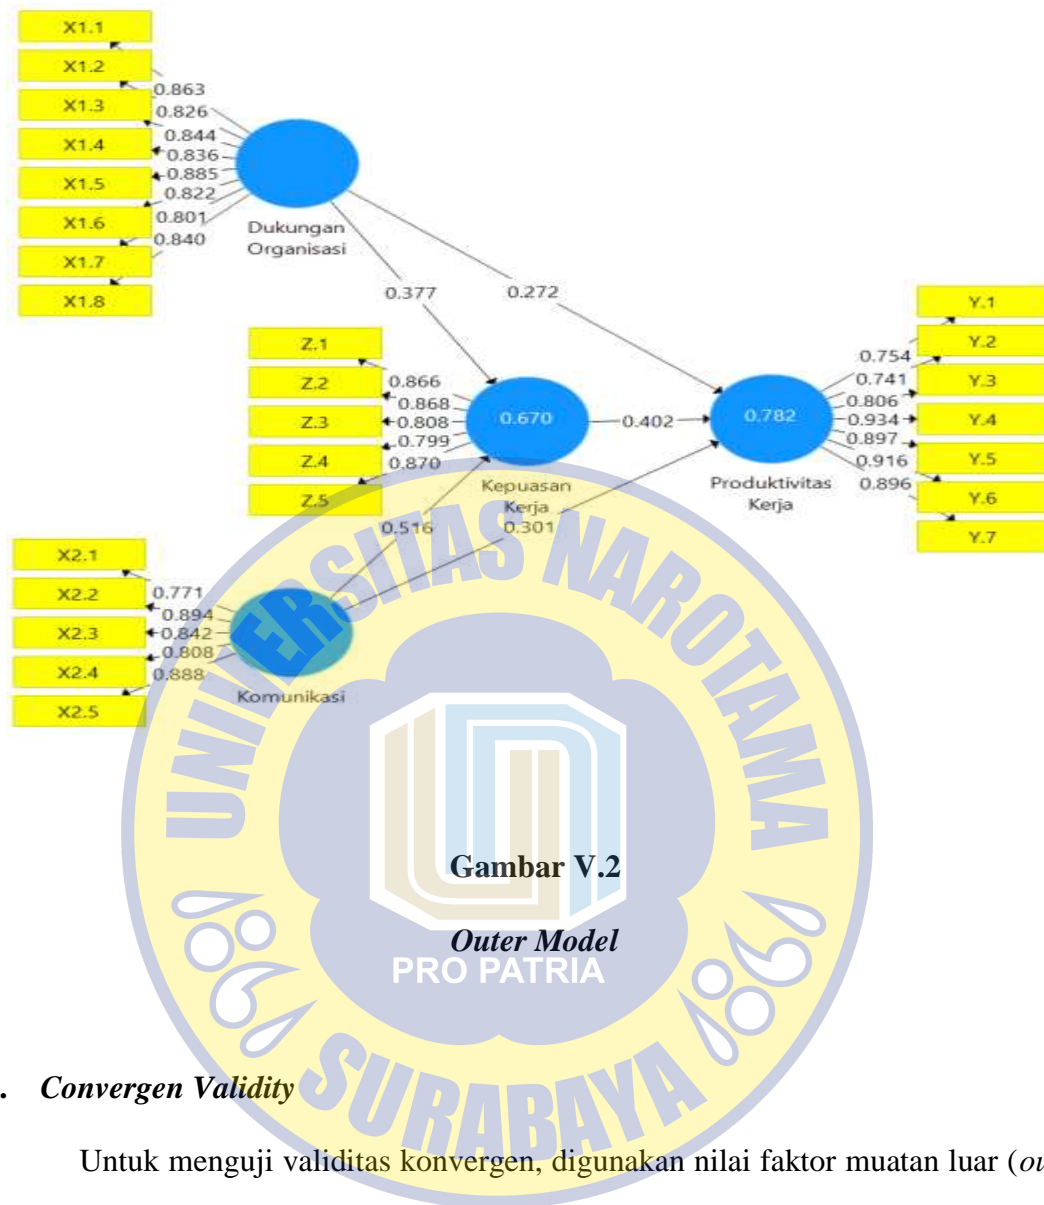 X1.1
X1.2
X1.3
X1.4
X1.5
X1.6
X1.7
X1.8
0.863
0.826
0.844
0.836
0.885
0.822
0.801
0.840
Dukungan
Organisasi
0.377
0.272
Z.1
Z.2
Z.3
Z.4
Z.5
0.866
0.868
0.808
0.799
0.870
0.670
Kepuasan
Kerja
0.402
0.782
Produktivitas
Kerja
0.754
0.741
0.806
0.934
0.897
0.916
0.896
Y.1
Y.2
Y.3
Y.4
Y.5
Y.6
Y.7
0.516
0.301
X2.1
X2.2
X2.3
X2.4
X2.5
0.771
0.894
0.842
0.808
0.888
Komunikasi
UNIVERSITAS NAROTAMA
Gambar V.2
Outer Model
PRO PATRIA
SURABAYA
. Convergen Validity
Untuk menguji validitas konvergen, digunakan nilai faktor muatan luar (ou